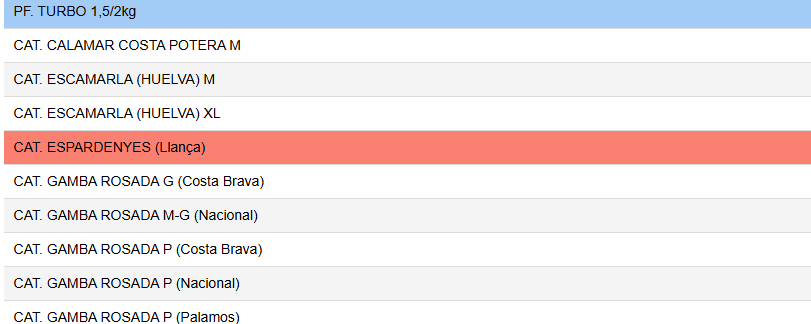 PF. TURBO 1,5/2kg
CAT. CALAMAR COSTA POTERA M
CAT. ESCAMARLA (HUELVA) M
CAT. ESCAMARLA (HUELVA) XL
CAT. ESPARDENYES (Llança)
CAT. GAMBA ROSADA G (Costa Brava)
CAT. GAMBA ROSADA M-G (Nacional)
CAT. GAMBA ROSADA P (Costa Brava)
CAT. GAMBA ROSADA P (Nacional)
CAT. GAMBA ROSADA P (Palamos)